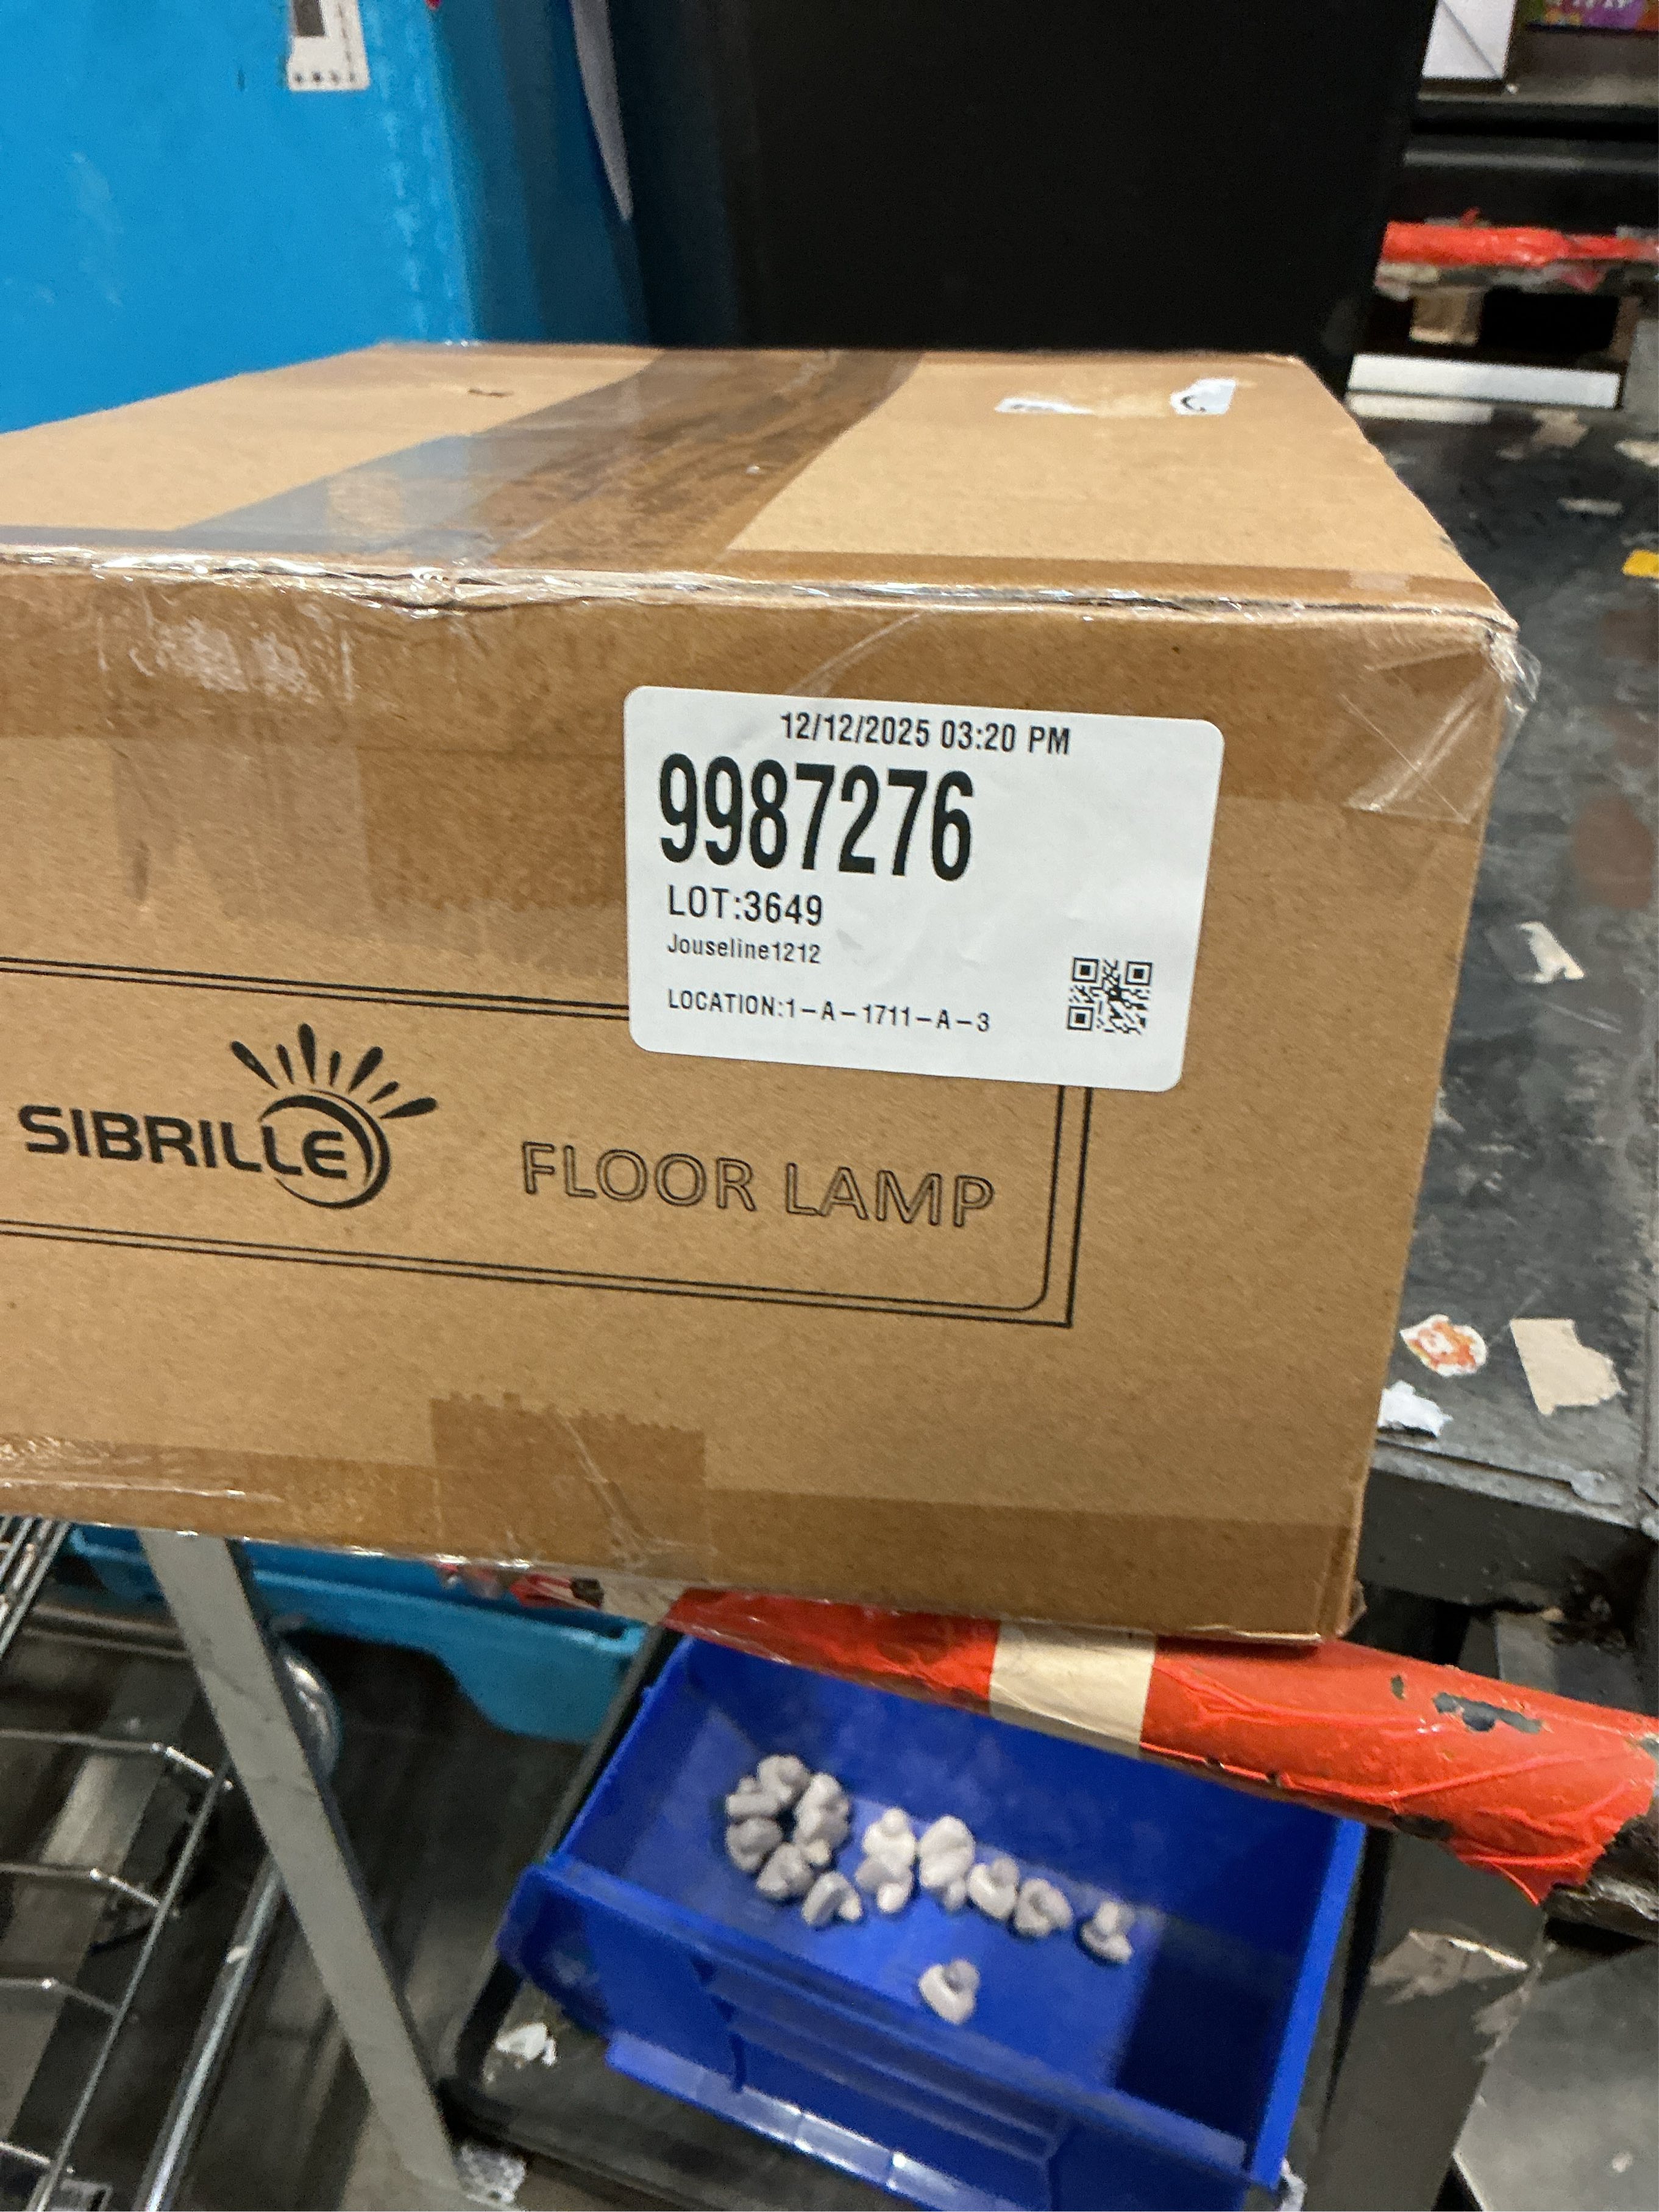 12/12/2025 03:20 PM
9987276
LOT:3649
Jouseline1212
LOCATION:1-A-1711-A-3
SIBRILLE FLOOR LAMP